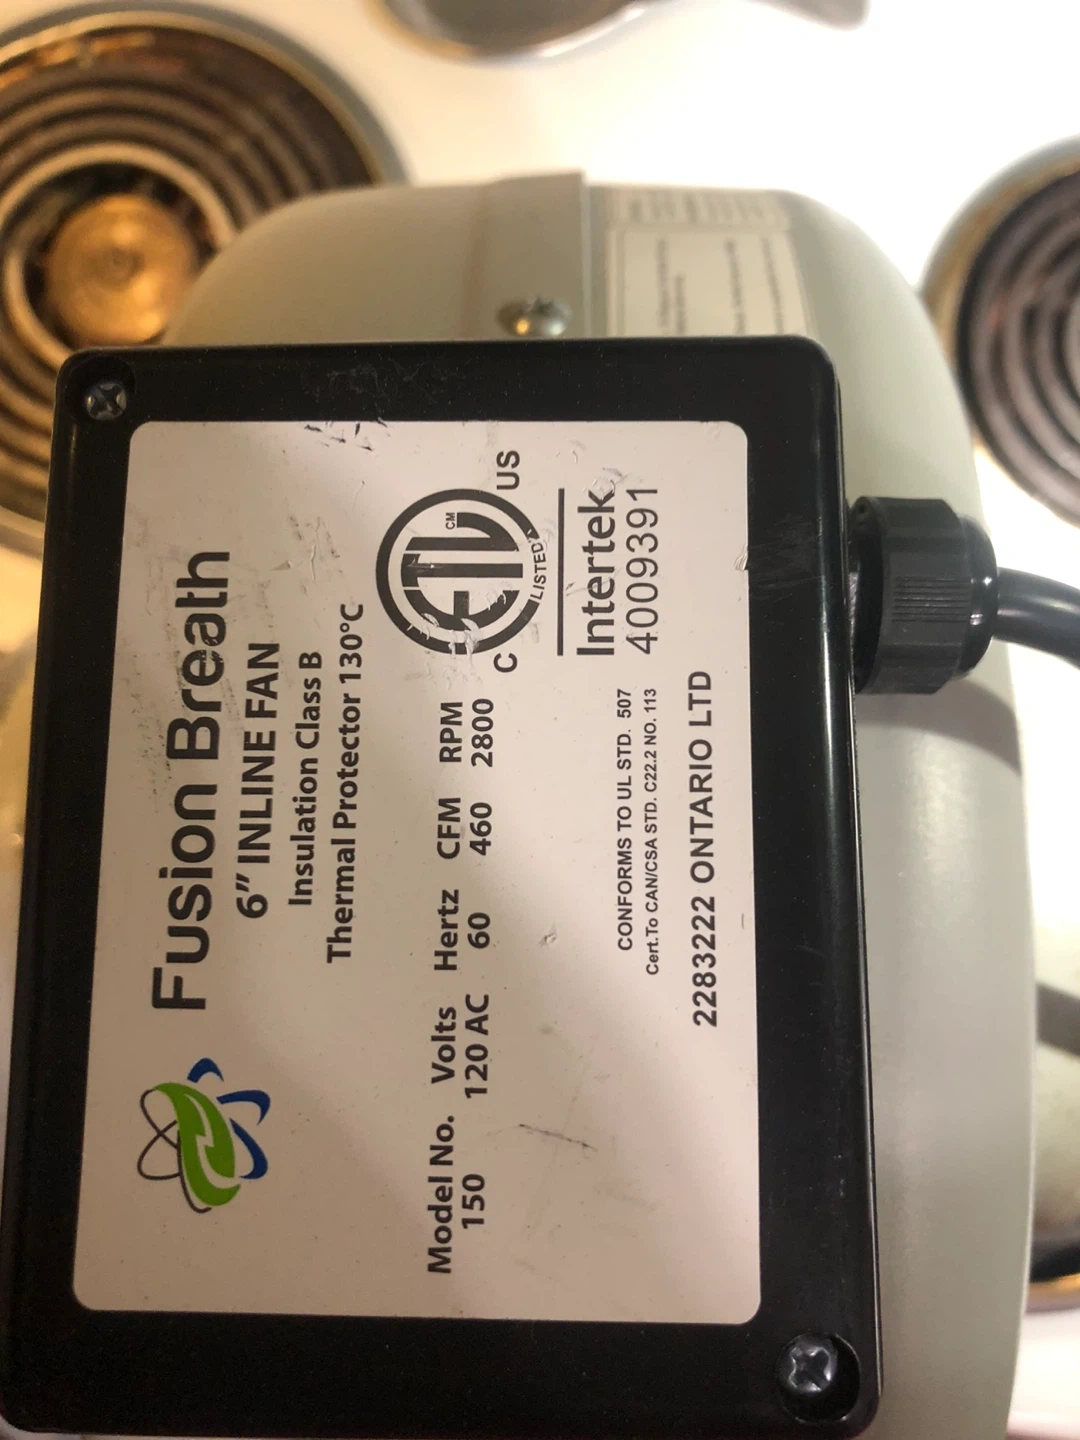 Fusion Breath
6” INLINE FAN
Insulation Class B
Thermal Protector 130°C
Model No. Volts Hertz CFM RPM
150 120 AC 60 460 2800
C ETL CM LISTED US
Intertek
4009391
CONFORMS TO UL STD. 507
Cert.To CAN/CSA STD. C22.2 NO. 113
2283222 ONTARIO LTD